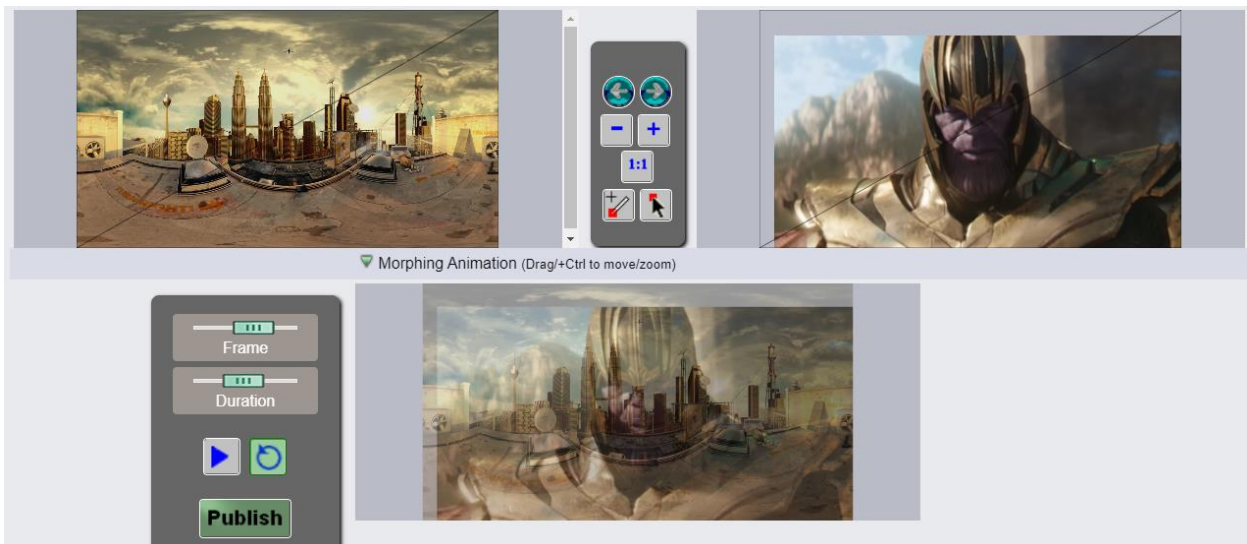 - +
1:1
Morphing Animation (Drag/+Ctrl to move/zoom)
Frame
Duration
Publish